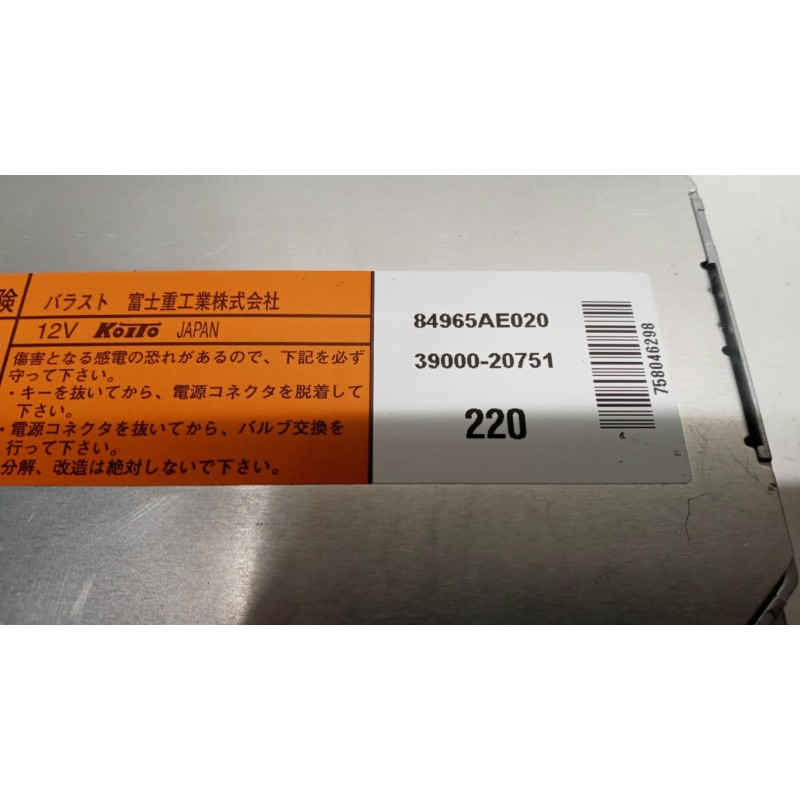 険
バラスト 富士重工業株式会社
12V KOITO JAPAN
傷害となる感電の恐れがあるので、下記を必ず
守って下さい。
・キーを抜いてから、電源コネクタを脱着して
下さい。
・電源コネクタを抜いてから、バルブ交換を
行って下さい。
分解、改造は絶対しないで下さい。
84965AE020
39000-20751
220
758046298